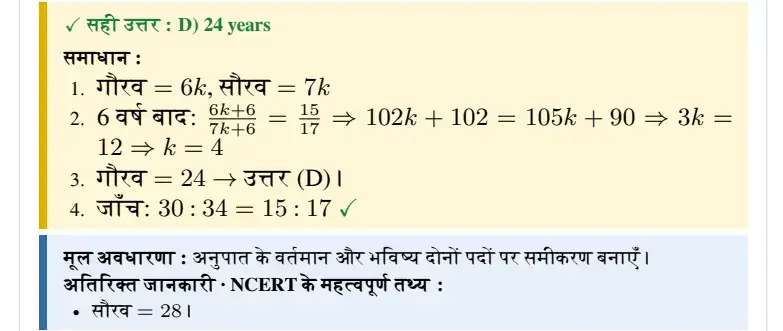 ✓ सही उत्तर : D) 24 years
समाधान :
1. गौरव = 6k, सौरव = 7k
2. 6 वर्ष बाद: \frac{6k+6}{7k+6} = \frac{15}{17} ⇒ 102k + 102 = 105k + 90 ⇒ 3k =
12 ⇒ k = 4
3. गौरव = 24 → उत्तर (D)।
4. जाँच: 30 : 34 = 15 : 17 ✓
मूल अवधारणा : अनुपात के वर्तमान और भविष्य दोनों पदों पर समीकरण बनाएँ।
अतिरिक्त जानकारी · NCERT के महत्वपूर्ण तथ्य :
• सौरव = 28।